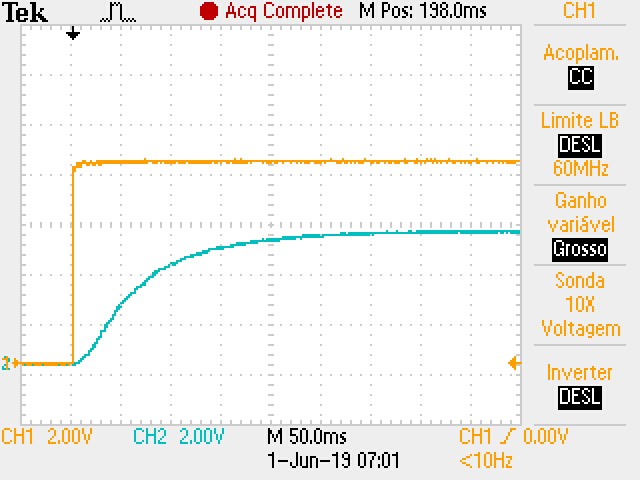 Tek Acq Complete M Pos: 198.0ms CH1
Acoplam.
CC
Limite LB
DESL
60MHz
Ganho
variável
Grosso
Sonda
10X
Voltagem
Inverter
DESL
CH1 2.00V CH2 2.00V M 50.0ms CH1 0.00V
1-Jun-19 07:01 <10Hz